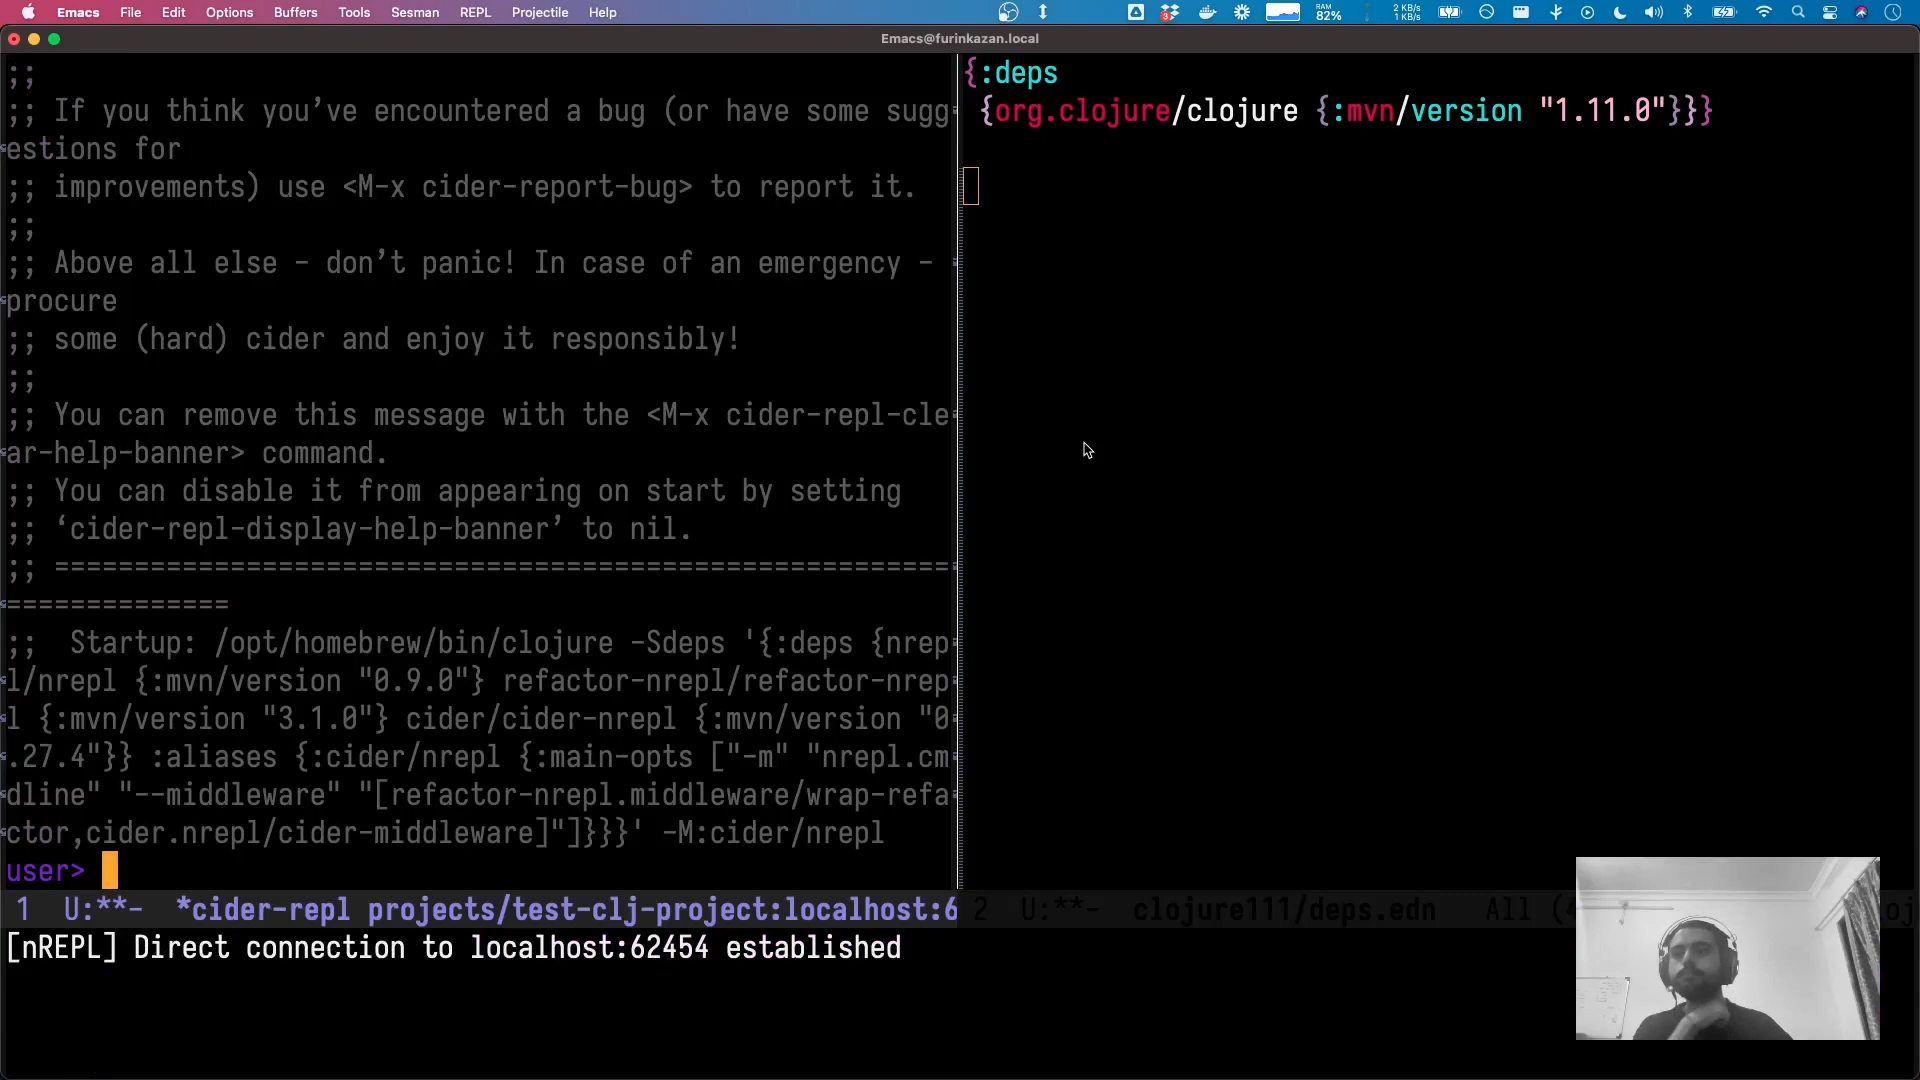 Emacs File Edit Options Buffers Tools Sesman REPL Projectile Help
RAM 82% 2 KB/s 1 KB/s
Emacs@furinkazan.local
;;
;; If you think you’ve encountered a bug (or have some sugg
estions for
;; improvements) use <M-x cider-report-bug> to report it.
;;
;; Above all else - don’t panic! In case of an emergency -
procure
;; some (hard) cider and enjoy it responsibly!
;;
;; You can remove this message with the <M-x cider-repl-cle
ar-help-banner> command.
;; You can disable it from appearing on start by setting
;; ‘cider-repl-display-help-banner’ to nil.
;; ========================================================
==============
;;  Startup: /opt/homebrew/bin/clojure -Sdeps '{:deps {nrep
l/nrepl {:mvn/version "0.9.0"} refactor-nrepl/refactor-nrep
l {:mvn/version "3.1.0"} cider/cider-nrepl {:mvn/version "0
.27.4"}} :aliases {:cider/nrepl {:main-opts ["-m" "nrepl.cm
dline" "--middleware" "[refactor-nrepl.middleware/wrap-refa
ctor,cider.nrepl/cider-middleware]"]}}}' -M:cider/nrepl
user>
1 U:**- *cider-repl projects/test-clj-project:localhost:6
[nREPL] Direct connection to localhost:62454 established
{:deps
{org.clojure/clojure {:mvn/version "1.11.0"}}}
2 U:**- clojure111/deps.edn All